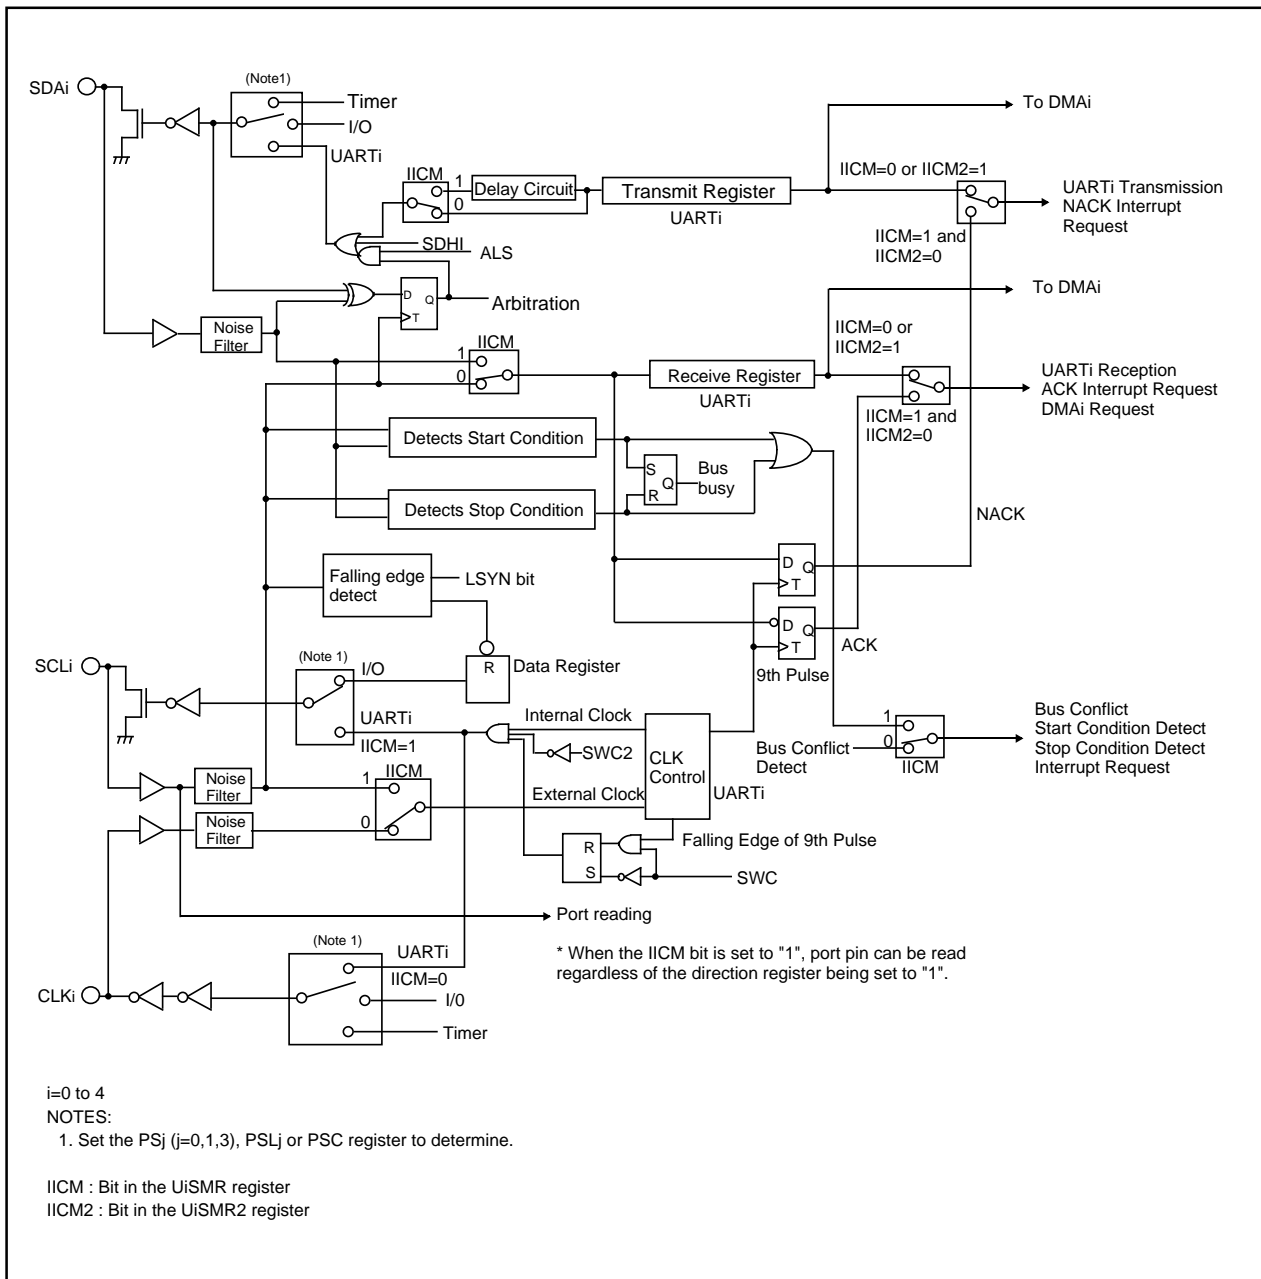 (Note1)
SDAi
Timer
I/O
UARTi
To DMAi
IICM
1
0
Delay Circuit
Transmit Register
UARTi
IICM=0 or IICM2=1
UARTi Transmission
NACK Interrupt
Request
IICM=1 and
IICM2=0
SDHI
ALS
D
Q
T
Arbitration
To DMAi
Noise
Filter
IICM
1
0
Receive Register
UARTi
IICM=0 or
IICM2=1
UARTi Reception
ACK Interrupt Request
DMAi Request
IICM=1 and
IICM2=0
Detects Start Condition
S
Q
R
Bus
busy
Detects Stop Condition
NACK
Falling edge
detect
LSYN bit
D
Q
T
D
Q
T
ACK
9th Pulse
SCLi
(Note 1)
I/O
R
Data Register
UARTi
IICM=1
Internal Clock
SWC2
CLK
Control
UARTi
Bus Conflict
Detect
1
0
IICM
Bus Conflict
Start Condition Detect
Stop Condition Detect
Interrupt Request
Noise
Filter
IICM
1
0
External Clock
Noise
Filter
R
S
Falling Edge of 9th Pulse
SWC
Port reading
* When the IICM bit is set to "1", port pin can be read
regardless of the direction register being set to "1".
(Note 1)
UARTi
IICM=0
CLKi
I/0
Timer
i=0 to 4
NOTES:
1. Set the PSj (j=0,1,3), PSLj or PSC register to determine.
IICM : Bit in the UiSMR register
IICM2 : Bit in the UiSMR2 register